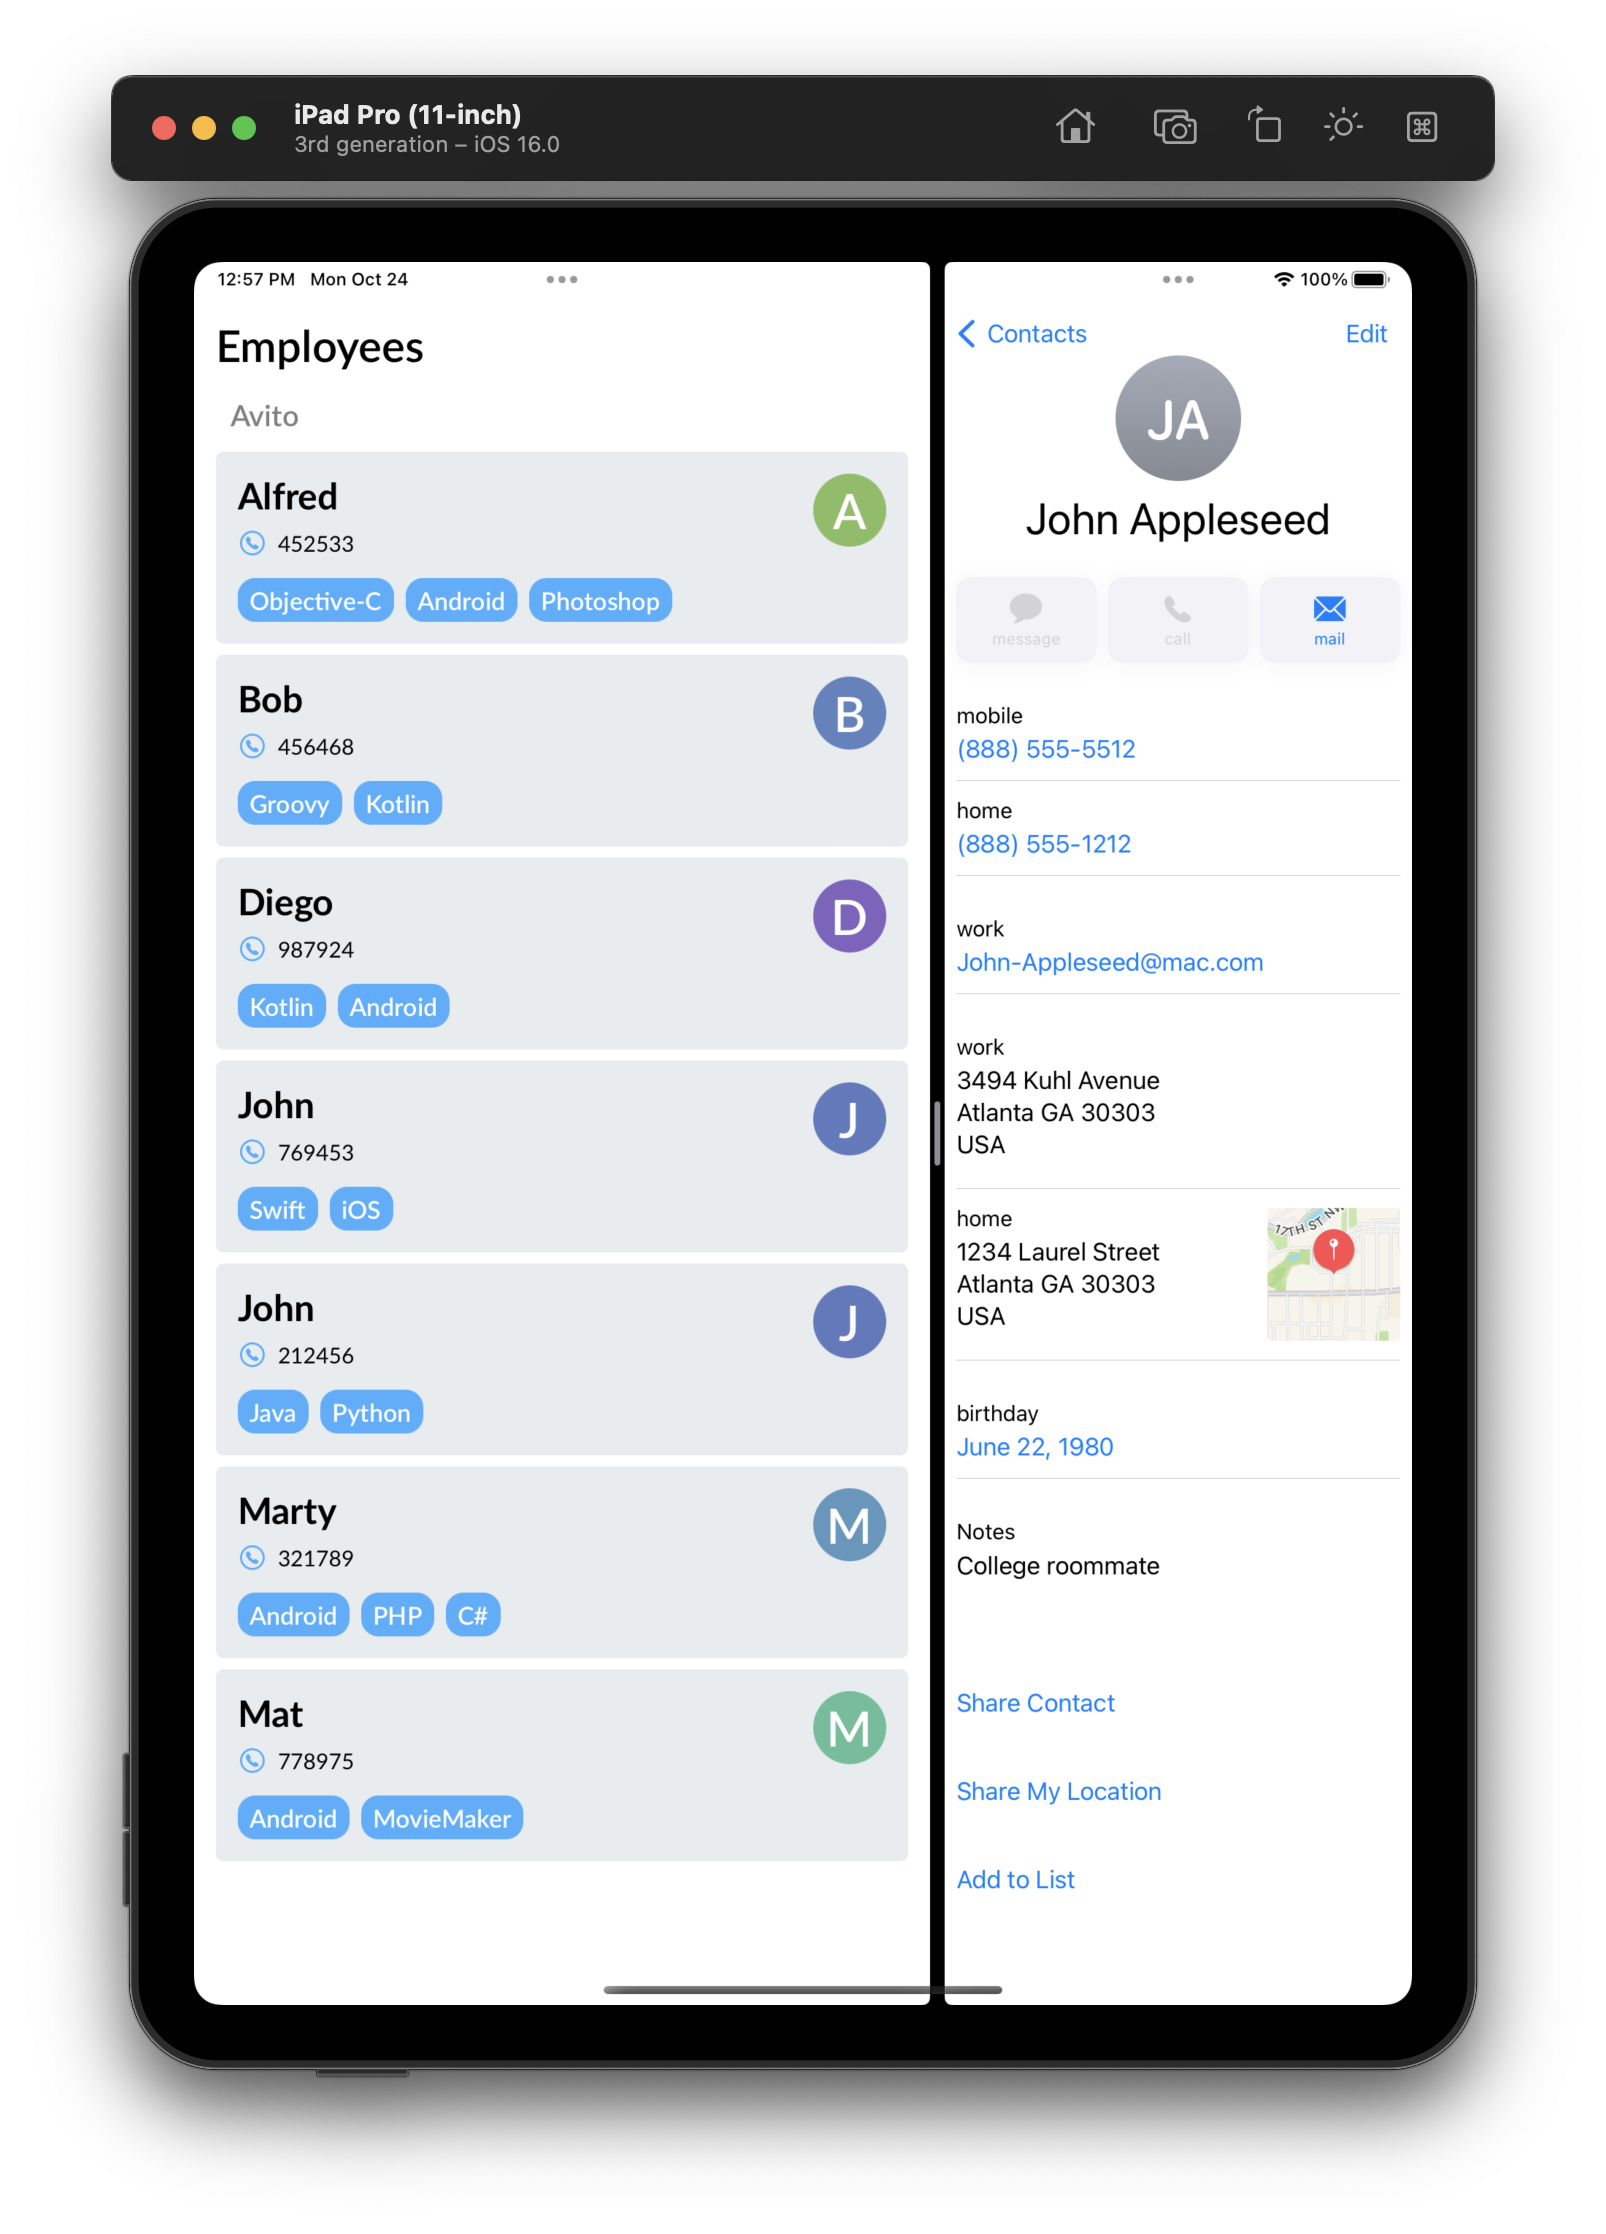 iPad Pro (11-inch)
3rd generation – iOS 16.0
12:57 PM Mon Oct 24
Employees
Avito
Alfred
A
452533
Objective-C Android Photoshop
Bob
B
456468
Groovy Kotlin
Diego
D
987924
Kotlin Android
John
J
769453
Swift iOS
John
J
212456
Java Python
Marty
M
321789
Android PHP C#
Mat
M
778975
Android MovieMaker
100%
Contacts Edit
JA
John Appleseed
message call mail
mobile
(888) 555-5512
home
(888) 555-1212
work
John-Appleseed@mac.com
work
3494 Kuhl Avenue
Atlanta GA 30303
USA
home
1234 Laurel Street
Atlanta GA 30303
USA
17TH ST NW
birthday
June 22, 1980
Notes
College roommate
Share Contact
Share My Location
Add to List